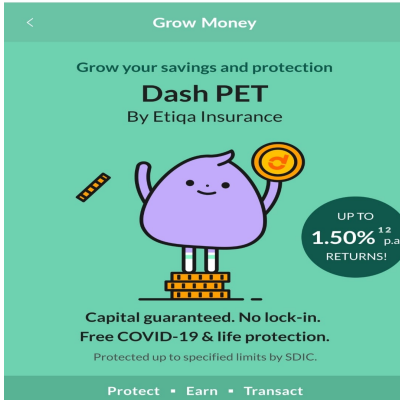 Grow Money
Grow your savings and protection
Dash PET
By Etiqa Insurance
UP TO
1.50%¹² p.a
RETURNS!
Capital guaranteed. No lock-in.
Free COVID-19 & life protection.
Protected up to specified limits by SDIC.
Protect ▪ Earn ▪ Transact